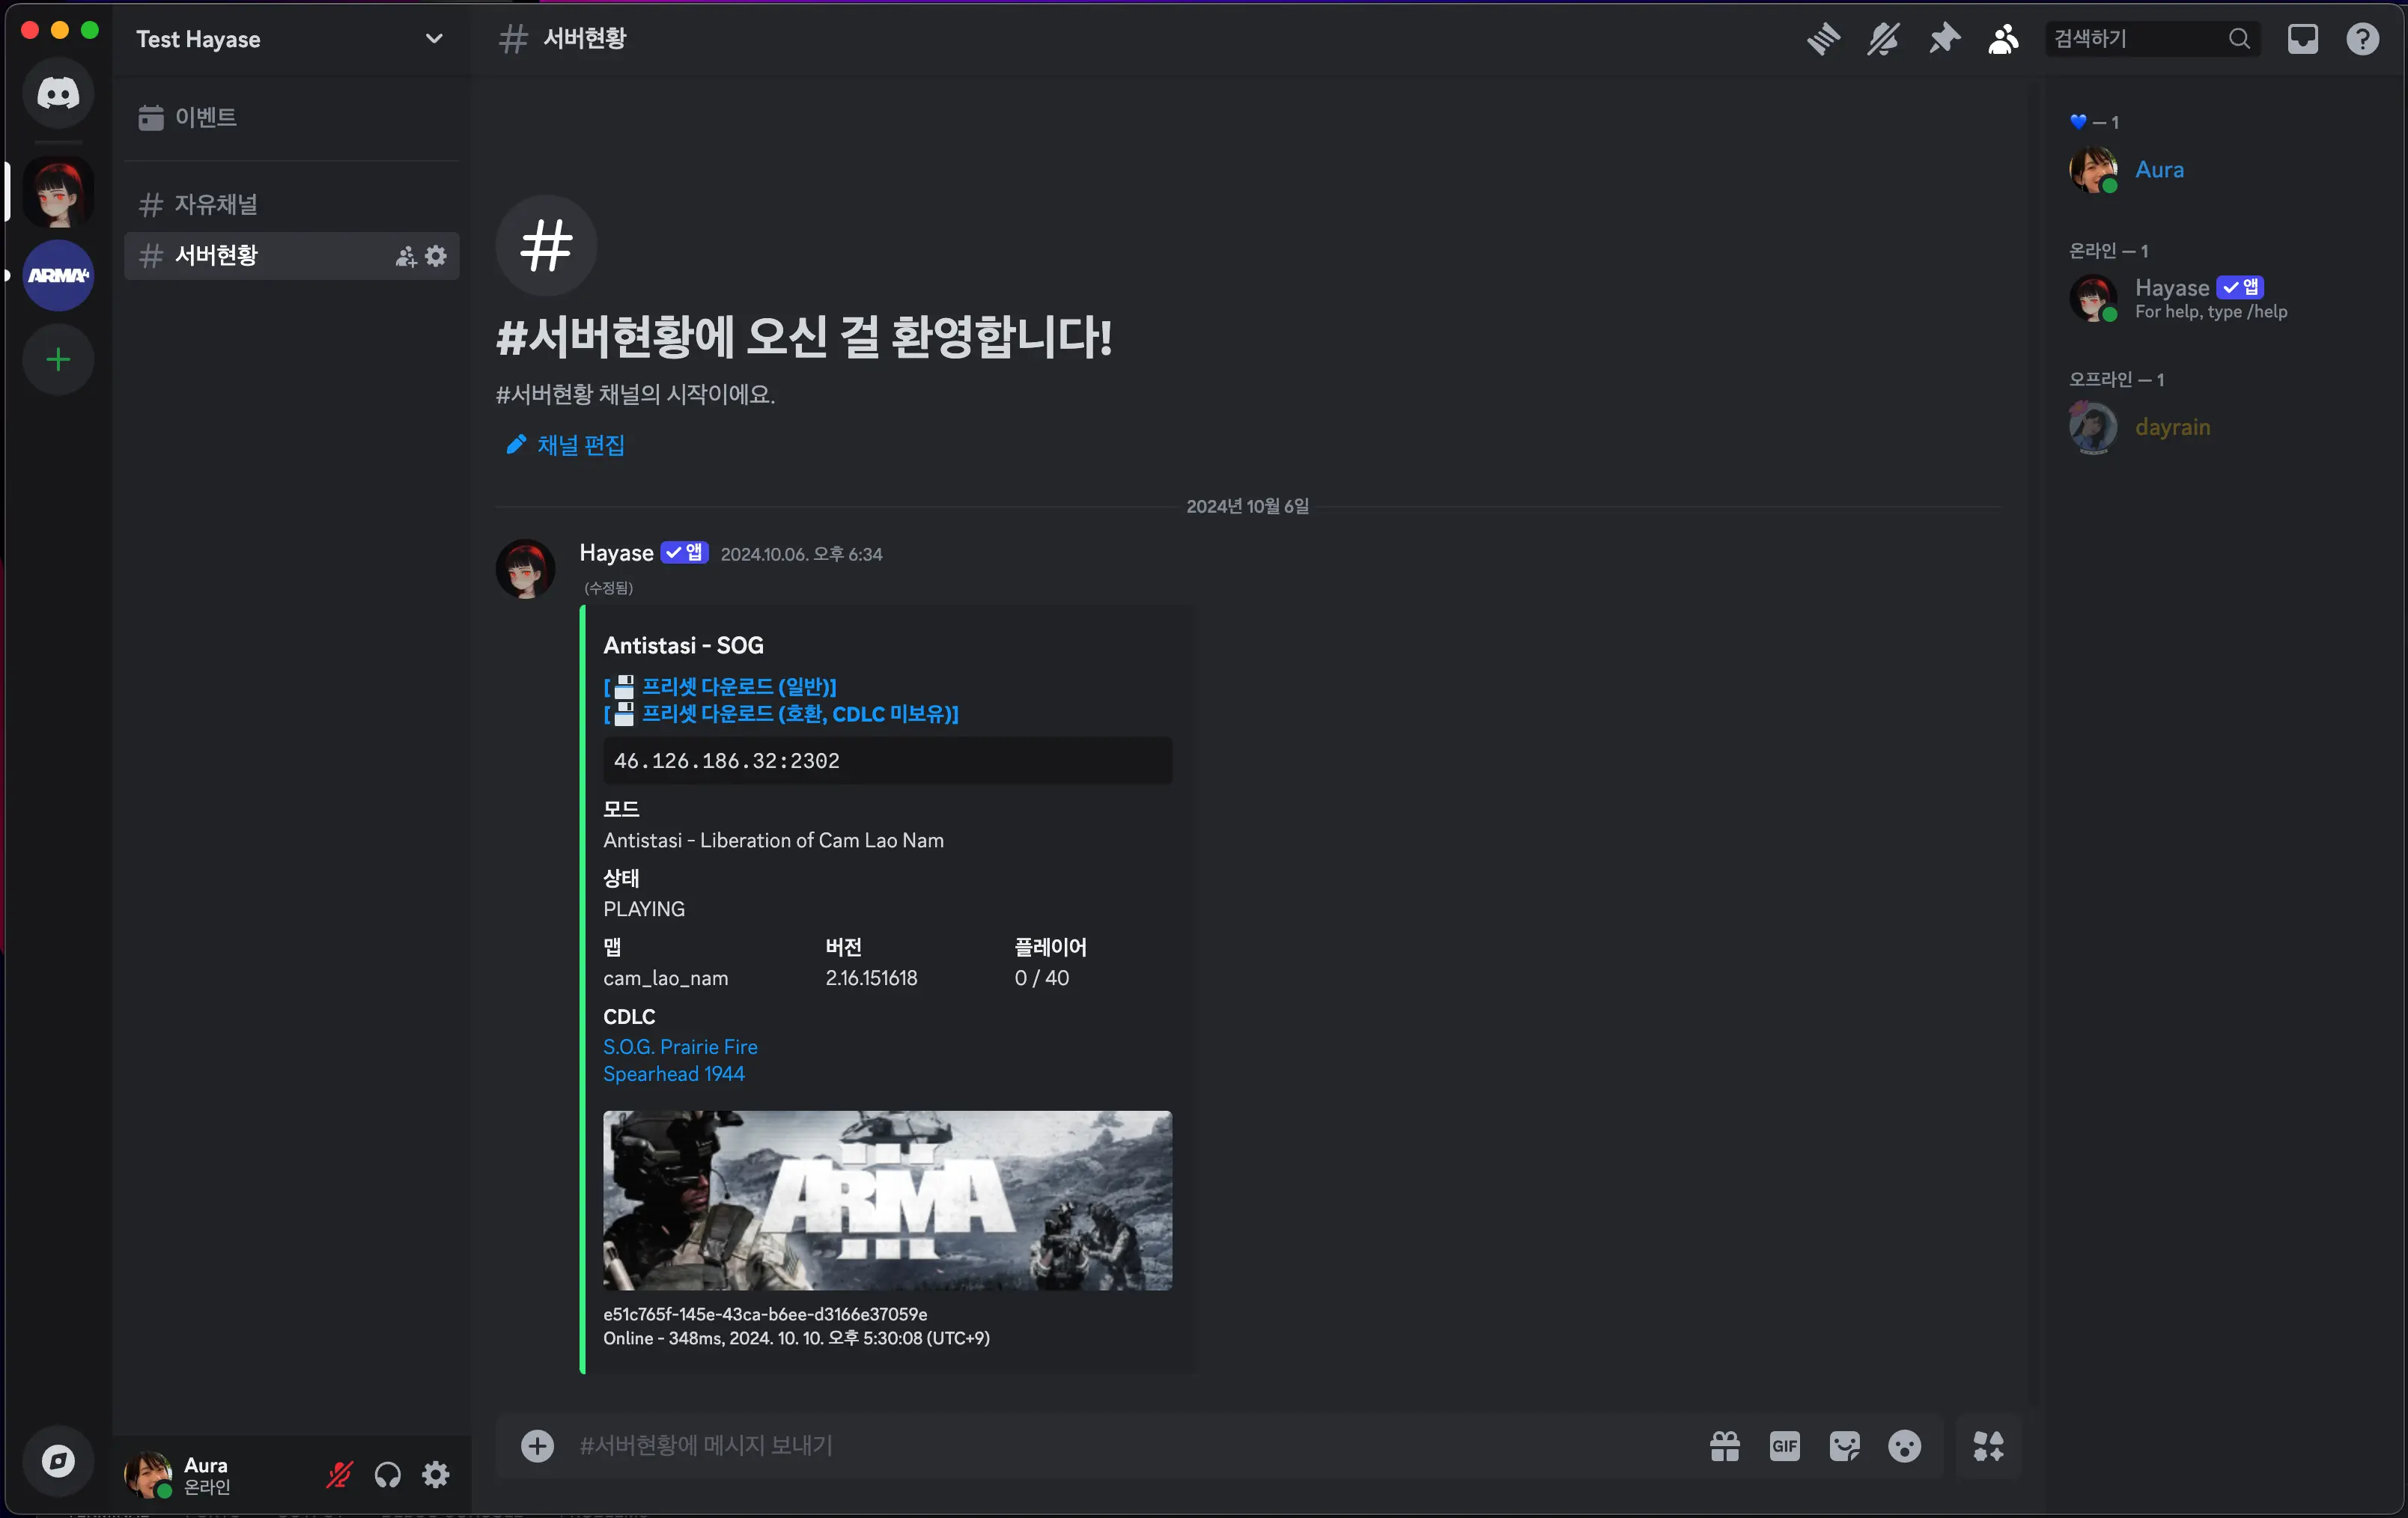 Test Hayase
이벤트
자유채널
서버현황
ARMA4
서버현황
검색하기
#서버현황에 오신 걸 환영합니다!
#서버현황 채널의 시작이에요.
채널 편집
2024년 10월 6일
Hayase 앱 2024.10.06. 오후 6:34
(수정됨)
Antistasi - SOG
[💾 프리셋 다운로드 (일반)]
[💾 프리셋 다운로드 (호환, CDLC 미보유)]
46.126.186.32:2302
모드
Antistasi - Liberation of Cam Lao Nam
상태
PLAYING
맵 버전 플레이어
cam_lao_nam 2.16.151618 0 / 40
CDLC
S.O.G. Prairie Fire
Spearhead 1944
ARMA
III
e51c765f-145e-43ca-b6ee-d3166e37059e
Online - 348ms, 2024. 10. 10. 오후 5:30:08 (UTC+9)
#서버현황에 메시지 보내기
GIF
💙 — 1
Aura
온라인 — 1
Hayase 앱
For help, type /help
오프라인 — 1
dayrain
Aura
온라인